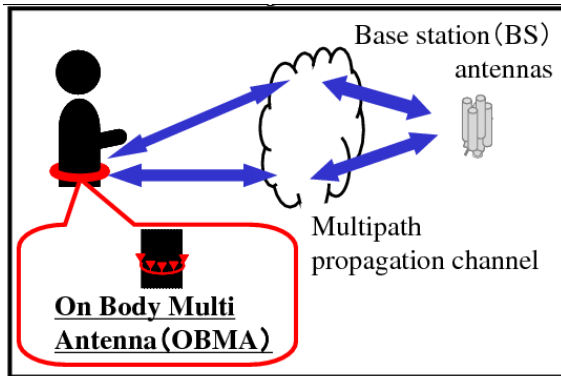 Base station(BS)
antennas
Multipath
propagation channel
On Body Multi
Antenna(OBMA)